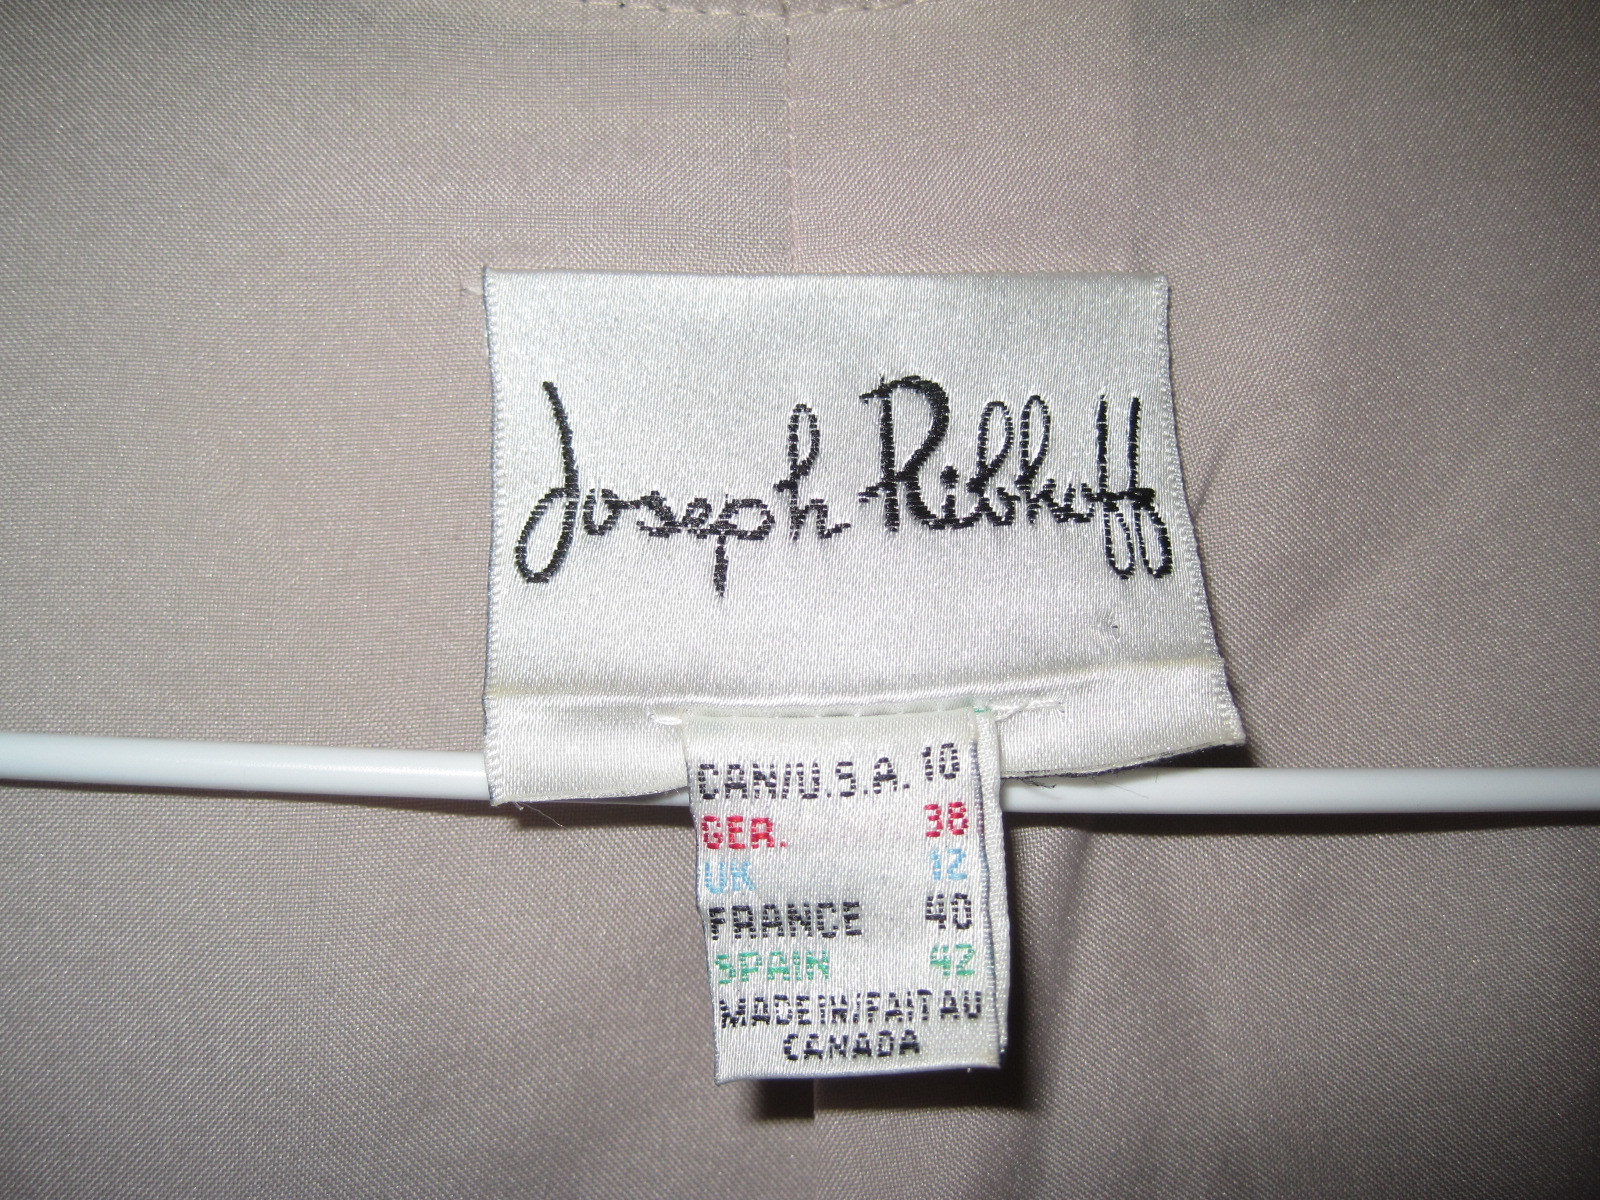 Joseph Ribkoff
CAN/U.S.A. 10
GER. 38
UK 12
FRANCE 40
SPAIN 42
MADE IN/FAIT AU
CANADA